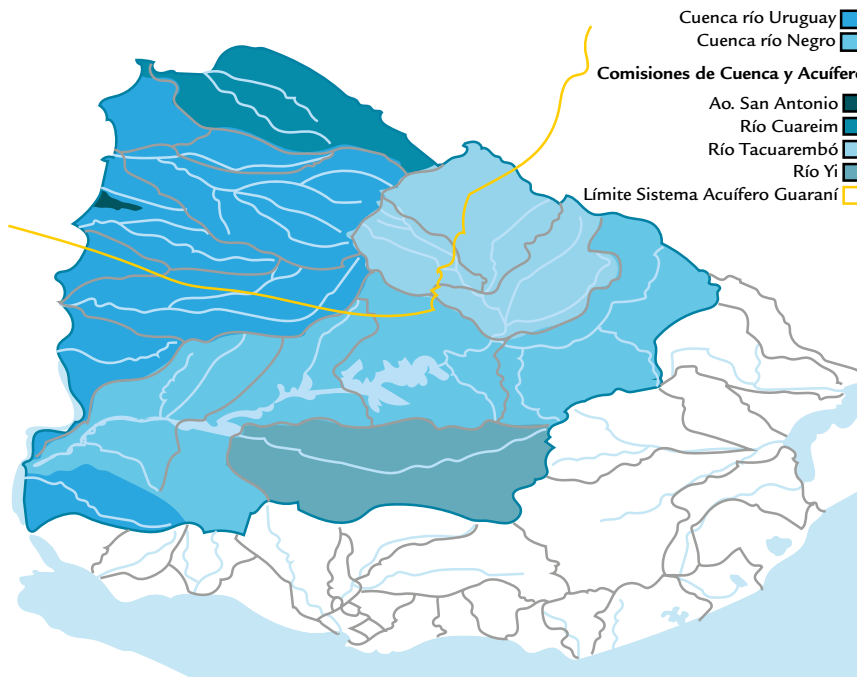 Cuenca río Uruguay
Cuenca río Negro
Comisiones de Cuenca y Acuífero
Ao. San Antonio
Río Cuareim
Río Tacuarembó
Río Yi
Límite Sistema Acuífero Guaraní